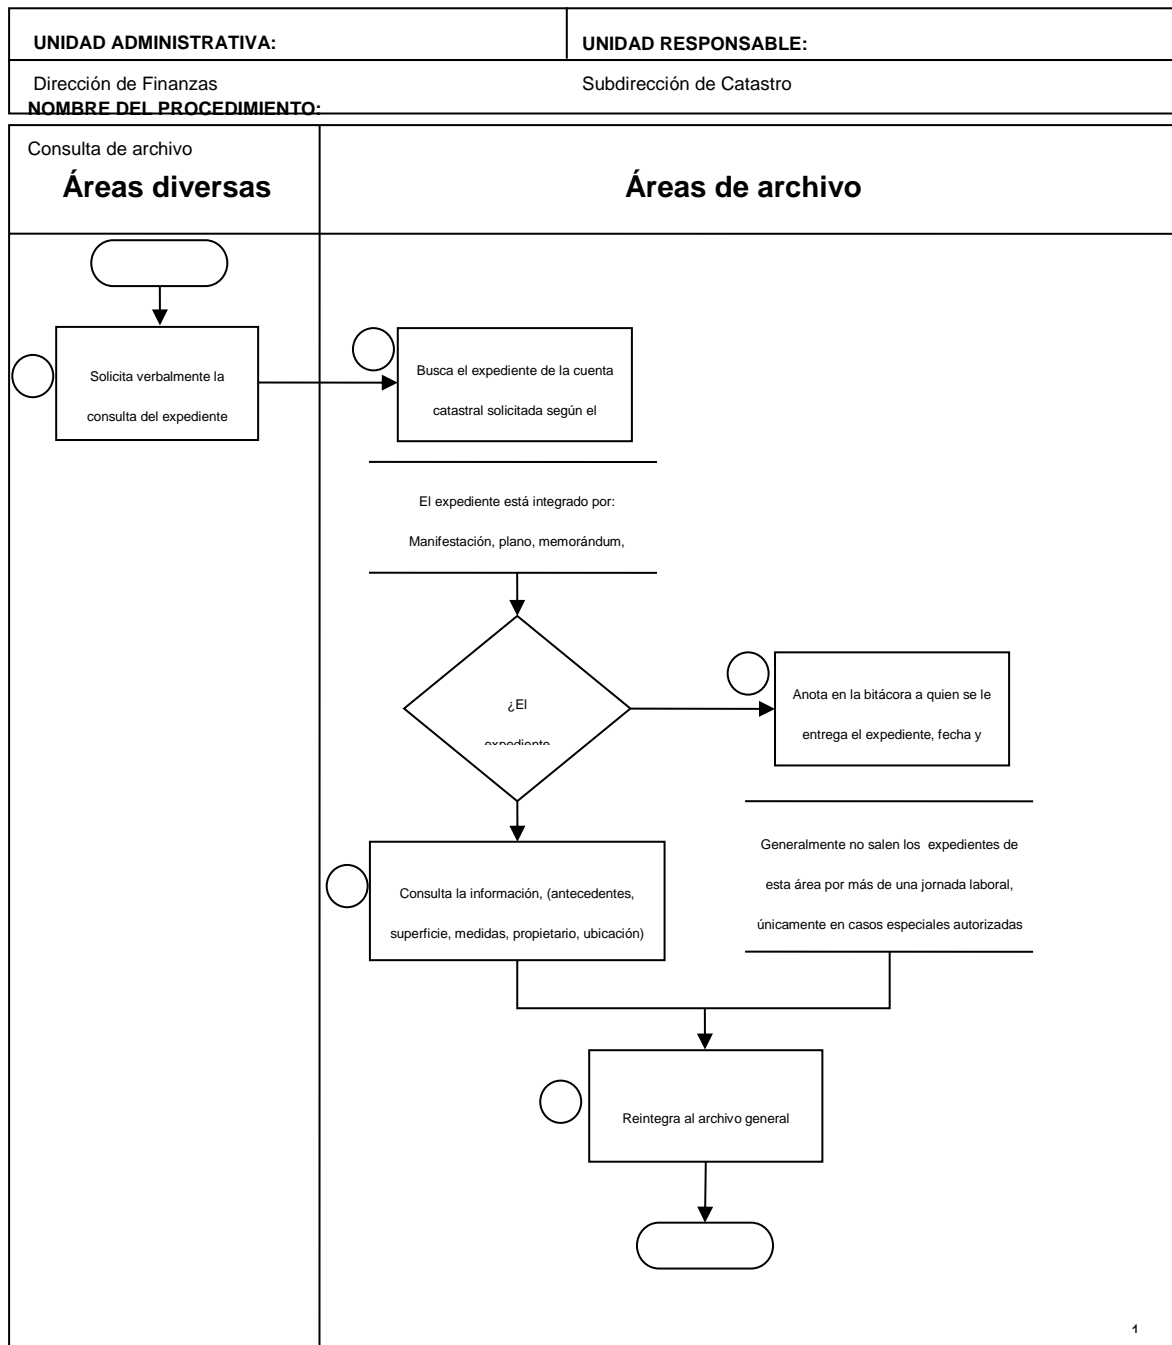 UNIDAD ADMINISTRATIVA:
UNIDAD RESPONSABLE:
Dirección de Finanzas
Subdirección de Catastro
NOMBRE DEL PROCEDIMIENTO:
Consulta de archivo
Áreas diversas
Áreas de archivo
Solicita verbalmente la
consulta del expediente
Busca el expediente de la cuenta
catastral solicitada según el
El expediente está integrado por:
Manifestación, plano, memorándum,
¿El
expediente
Anota en la bitácora a quien se le
entrega el expediente, fecha y
Generalmente no salen los expedientes de
esta área por más de una jornada laboral,
únicamente en casos especiales autorizadas
Consulta la información, (antecedentes,
superficie, medidas, propietario, ubicación)
Reintegra al archivo general
1